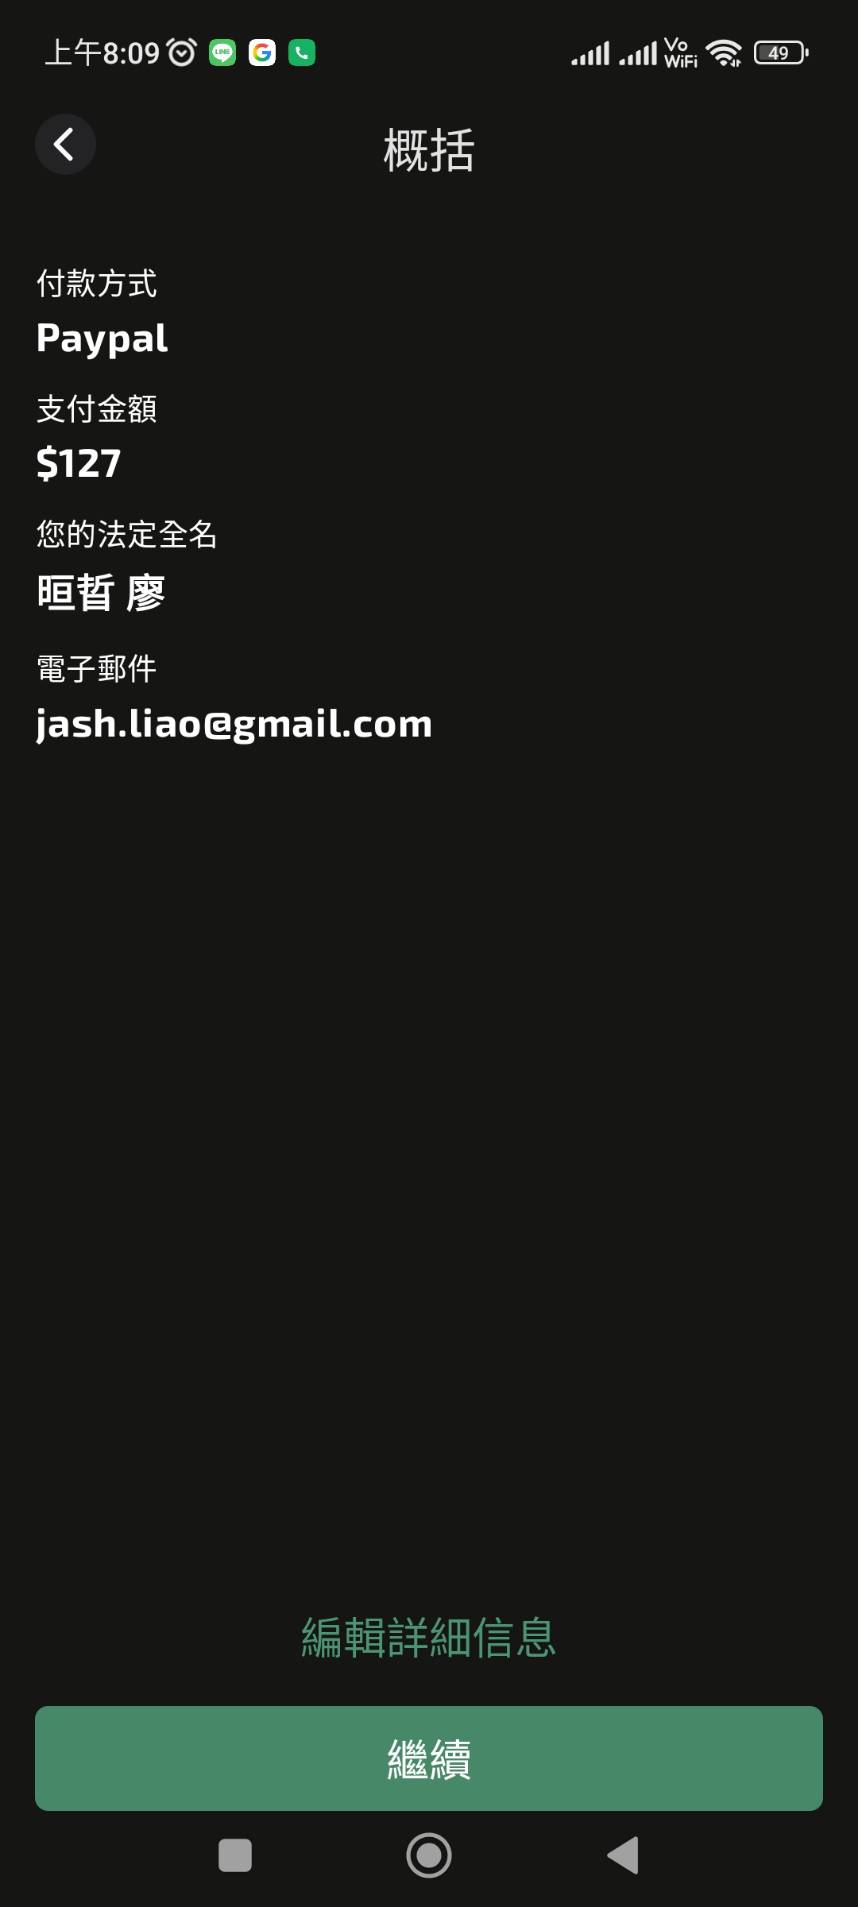 上午8:09
LINE
G
Vo
WiFi
49
概括
付款方式
Paypal
支付金額
$127
您的法定全名
晅哲 廖
電子郵件
jash.liao@gmail.com
編輯詳細信息
繼續